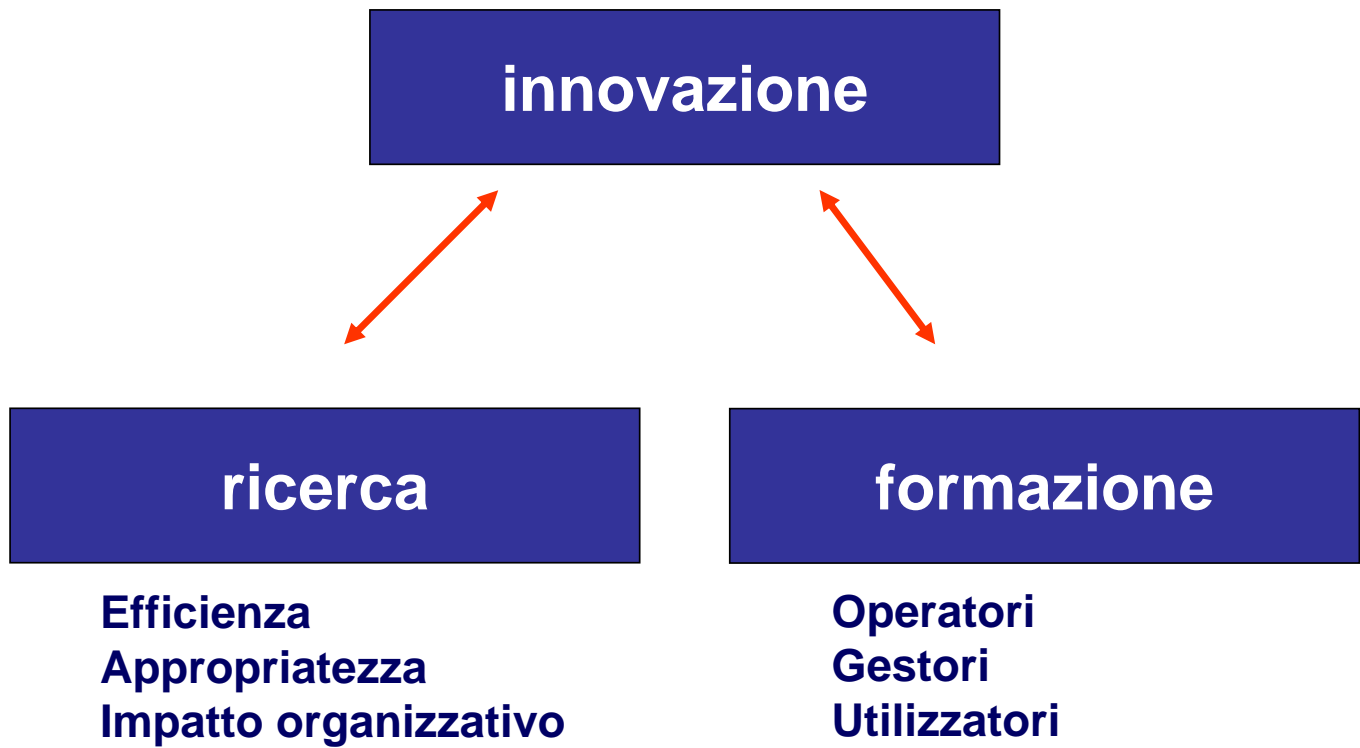 innovazione
ricerca
formazione
Efficienza
Appropriatezza
Impatto organizzativo
Operatori
Gestori
Utilizzatori